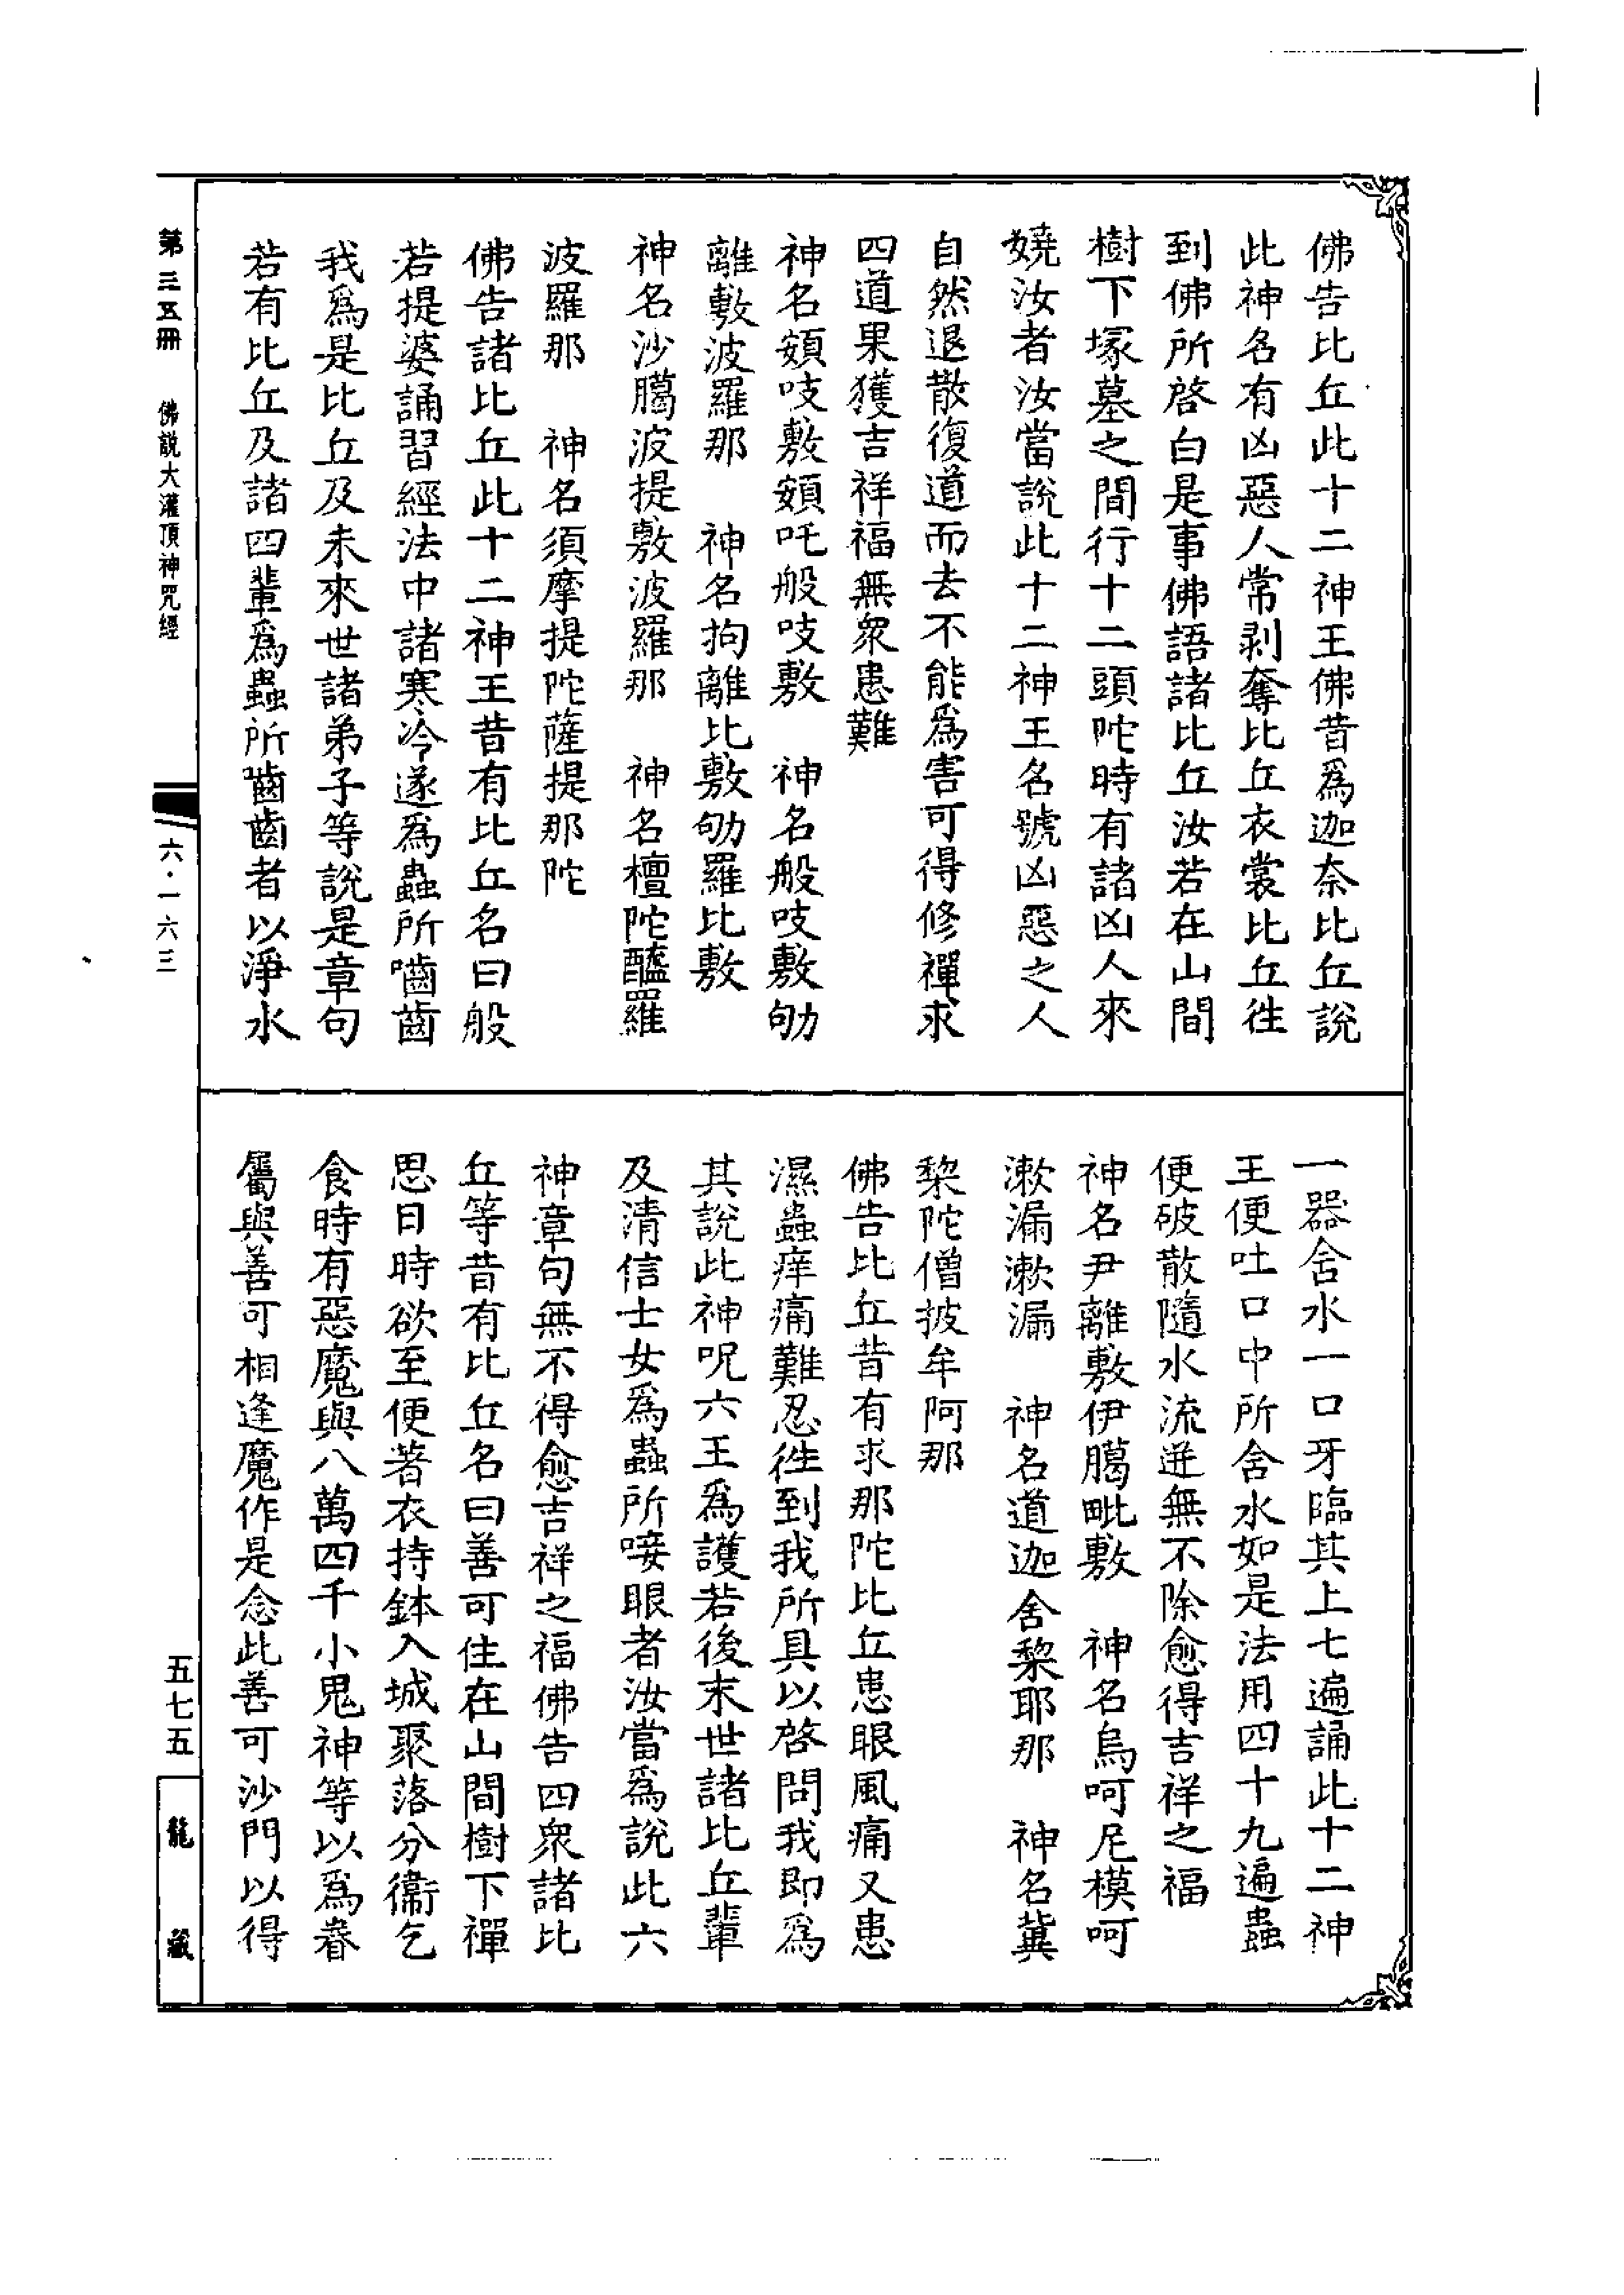 佛告比丘此十二神王佛昔爲迦奈比丘說
此神名有凶惡人常剥奪比丘衣裳比丘徃
到佛所啓白是事佛語諸比丘汝若在山間
樹下塚墓之間行十二頭陀時有諸凶人來
嬈汝者汝當說此十二神王名號凶惡之人
自然退散復道而去不能爲害可得修禪求
四道果獲吉祥福無衆患難
神名頞吱敷頞吒般吱敷　神名般吱敷劬
離敷波羅那　神名拘離比敷劬羅比敷
神名沙臈波提敷波羅那　神名檀陀醯羅
波羅那　神名須摩提陀薩提那陀
佛告諸比丘此十二神王昔有比丘名曰般
若提婆誦習經法中諸寒冷遂爲蟲所嚙齒
我爲是比丘及未來世諸弟子等說是章句
若有比丘及諸四輩爲蟲所嚙齒者以淨水
一器含水一口牙臨其上七遍誦此十二神
王便吐口中所含水如是法用四十九遍蟲
便破散隨水流迸無不除愈得吉祥之福
神名尹離敷伊臈毗敷　神名烏呵尼模呵
漱漏漱漏　神名道迦舍黎耶那　神名冀
黎陀僧披牟阿那
佛告比丘昔有求那陀比丘患眼風痛又患
濕蟲痒痛難忍徃到我所具以啓問我即爲
其說此神呪六王爲護若後末世諸比丘輩
及清信士女爲蟲所唼眼者汝當爲說此六
神章句無不得愈吉祥之福佛告四衆諸比
丘等昔有比丘名曰善可住在山間樹下禪
思日時欲至便著衣持鉢入城聚落分衞乞
食時有惡魔與八萬四千小鬼神等以爲眷
屬與善可相逢魔作是念此善可沙門以得
第三五冊　佛說大灌頂神咒經
六·一六三
五七五
龍藏